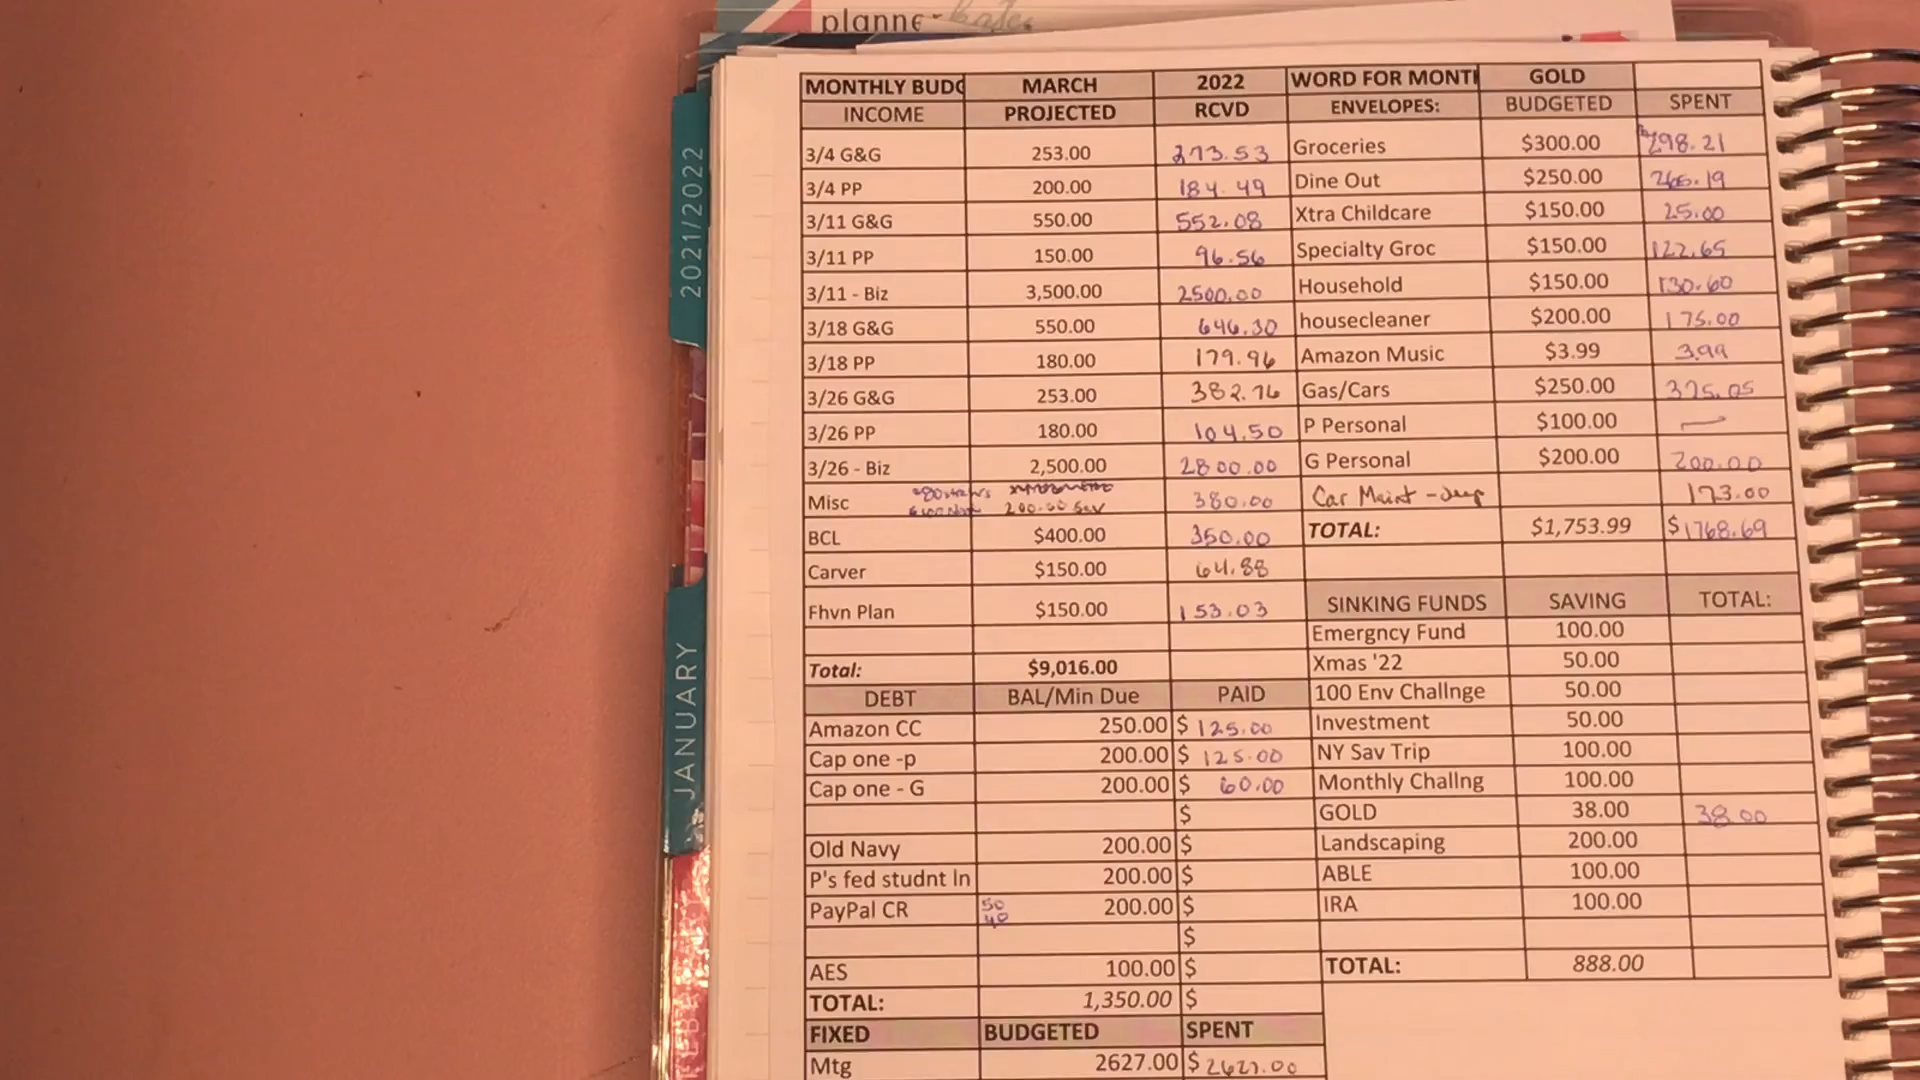 planne
MONTHLY BUDG MARCH 2022 WORD FOR MONTH GOLD
INCOME PROJECTED RCVD ENVELOPES: BUDGETED SPENT
3/4 G&G 253.00 273.53 Groceries $300.00 298.21
3/4 PP 200.00 184.49 Dine Out $250.00 265.19
3/11 G&G 550.00 552.08 Xtra Childcare $150.00 25.00
3/11 PP 150.00 96.56 Specialty Groc $150.00 122.65
3/11 - Biz 3,500.00 2500.00 Household $150.00 130.60
3/18 G&G 550.00 646.30 housecleaner $200.00 175.00
3/18 PP 180.00 179.96 Amazon Music $3.99 3.99
3/26 G&G 253.00 382.76 Gas/Cars $250.00 375.05
3/26 PP 180.00 104.50 P Personal $100.00 —
3/26 - Biz 2,500.00 2800.00 G Personal $200.00 200.00
Misc 200.00 Sav 380.00 Car Maint - Jeep 173.00
BCL $400.00 350.00 TOTAL: $1,753.99 $1768.69
Carver $150.00 64.88
Fhvn Plan $150.00 153.03 SINKING FUNDS SAVING TOTAL:
Emergncy Fund 100.00
Total: $9,016.00 Xmas '22 50.00
DEBT BAL/Min Due PAID 100 Env Challnge 50.00
Amazon CC 250.00 $ 125.00 Investment 50.00
Cap one -p 200.00 $ 125.00 NY Sav Trip 100.00
Cap one - G 200.00 $ 60.00 Monthly Challng 100.00
$ GOLD 38.00 38.00
Old Navy 200.00 $ Landscaping 200.00
P's fed studnt ln 200.00 $ ABLE 100.00
PayPal CR 50 40 200.00 $ IRA 100.00
$
AES 100.00 $ TOTAL: 888.00
TOTAL: 1,350.00 $
FIXED BUDGETED SPENT
Mtg 2627.00 $ 2627.00
2021/2022
JANUARY